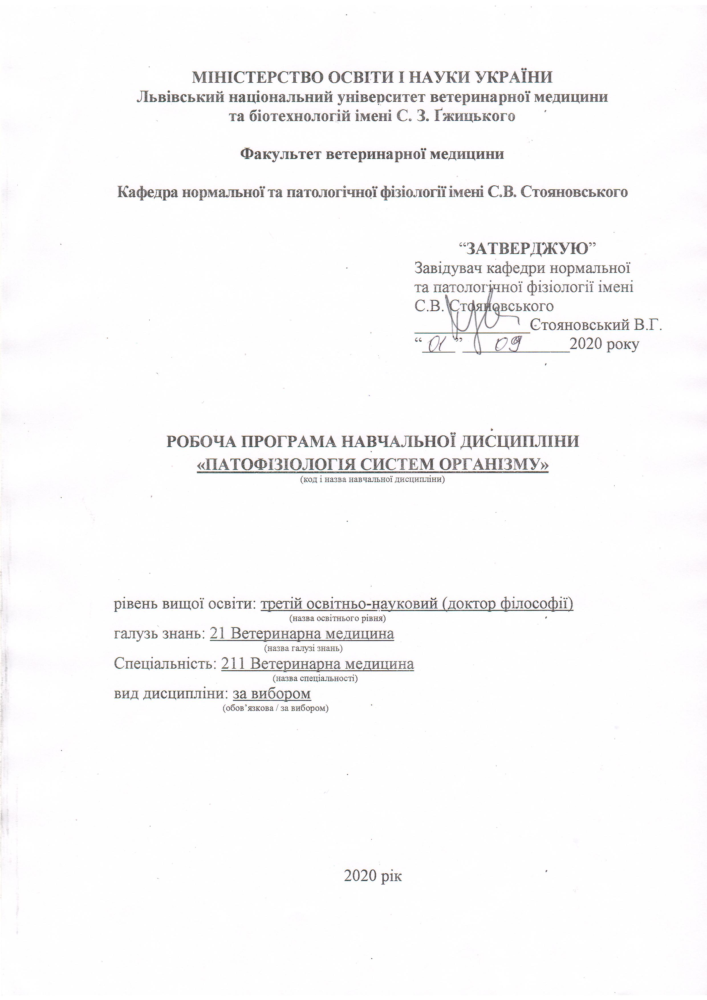 МІНІСТЕРСТВО ОСВІТИ І НАУКИ УКРАЇНИ
Львівський національний університет ветеринарної медицини
та біотехнологій імені С. З. Ґжицького
Факультет ветеринарної медицини
Кафедра нормальної та патологічної фізіології імені С.В. Стояновського
“ЗАТВЕРДЖУЮ”
Завідувач кафедри нормальної
та патологічної фізіології імені
С.В. Стояновського
______________Стояновський В.Г.
“ 01 ” 09 2020 року
РОБОЧА ПРОГРАМА НАВЧАЛЬНОЇ ДИСЦИПЛІНИ
«ПАТОФІЗІОЛОГІЯ СИСТЕМ ОРГАНІЗМУ»
(код і назва навчальної дисципліни)
рівень вищої освіти: третій освітньо-науковий (доктор філософії)
(назва освітнього рівня)
галузь знань: 21 Ветеринарна медицина
(назва галузі знань)
Спеціальність: 211 Ветеринарна медицина
(назва спеціальності)
вид дисципліни: за вибором
(обов’язкова / за вибором)
2020 рік